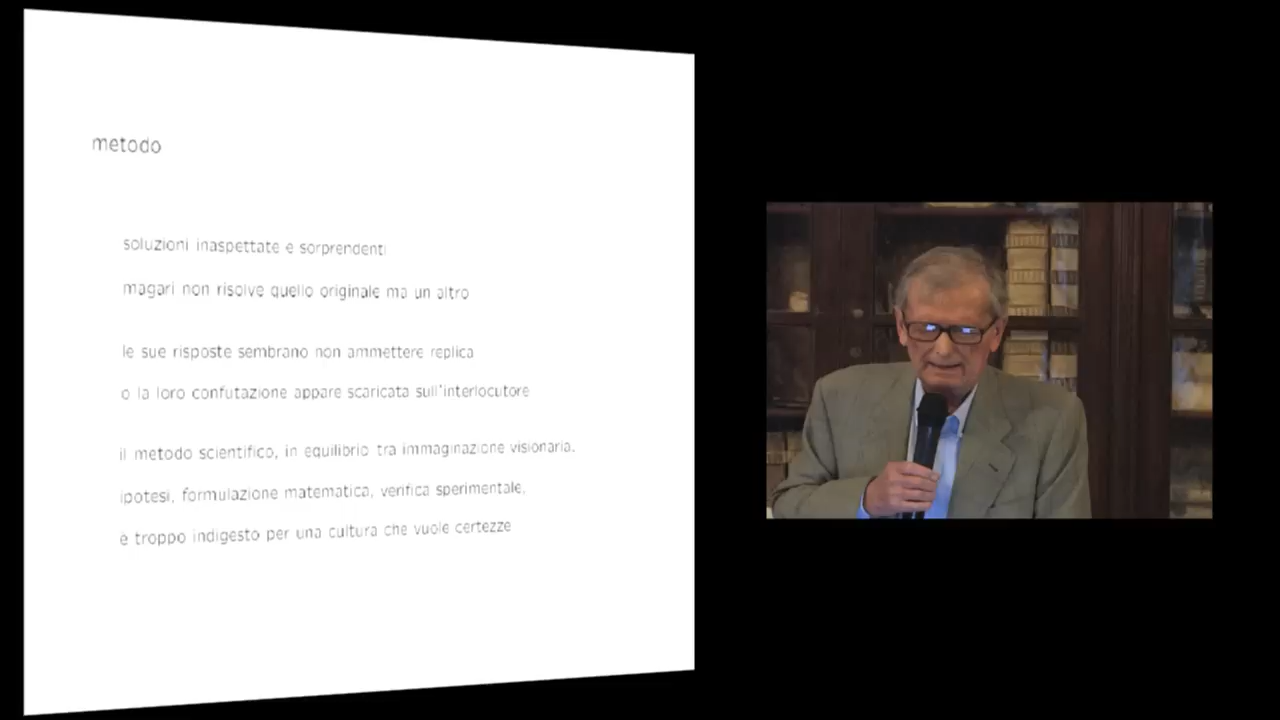 metodo
soluzioni inaspettate e sorprendenti
magari non risolve quello originale ma un altro
le sue risposte sembrano non ammettere replica
o la loro confutazione appare scaricata sull'interlocutore
il metodo scientifico, in equilibrio tra immaginazione visionaria,
ipotesi, formulazione matematica, verifica sperimentale,
è troppo indigesto per una cultura che vuole certezze